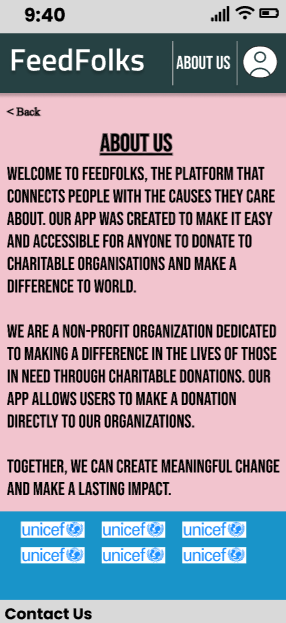 9:40
FeedFolks
ABOUT US
< Back
ABOUT US
WELCOME TO FEEDFOLKS, THE PLATFORM THAT
CONNECTS PEOPLE WITH THE CAUSES THEY CARE
ABOUT. OUR APP WAS CREATED TO MAKE IT EASY
AND ACCESSIBLE FOR ANYONE TO DONATE TO
CHARITABLE ORGANISATIONS AND MAKE A
DIFFERENCE TO WORLD.
WE ARE A NON-PROFIT ORGANIZATION DEDICATED
TO MAKING A DIFFERENCE IN THE LIVES OF THOSE
IN NEED THROUGH CHARITABLE DONATIONS. OUR
APP ALLOWS USERS TO MAKE A DONATION
DIRECTLY TO OUR ORGANIZATIONS.
TOGETHER, WE CAN CREATE MEANINGFUL CHANGE
AND MAKE A LASTING IMPACT.
unicef unicef unicef
unicef unicef unicef
Contact Us